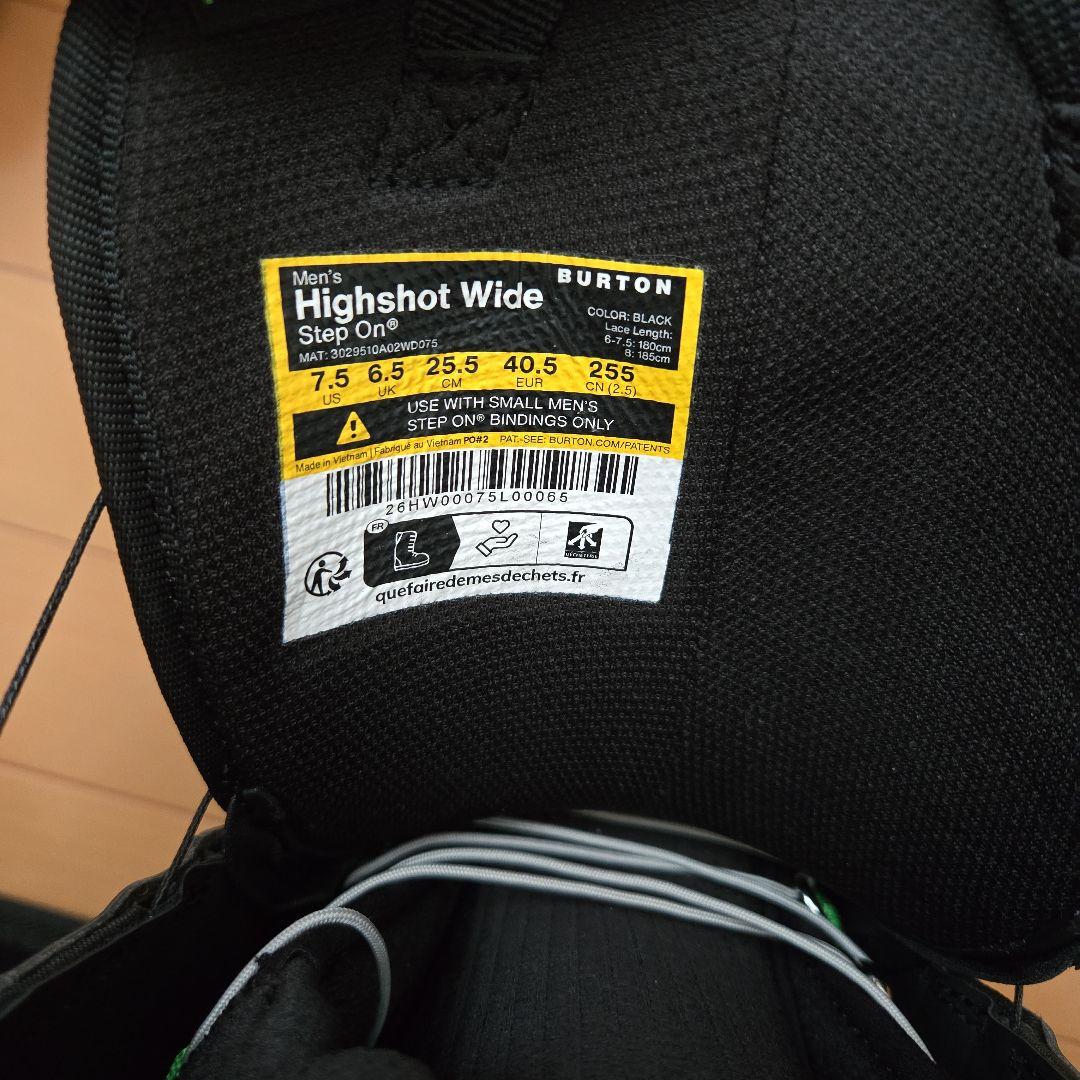 Men's
BURTON
Highshot Wide
Step On®
COLOR: BLACK
Lace Length:
6-7.5: 180cm
8: 185cm
MAT: 3029510A02WD075
7.5 6.5 25.5 40.5 255
US UK CM EUR CN (2.5)
USE WITH SMALL MEN'S
STEP ON® BINDINGS ONLY
Made in Vietnam | Fabriqué au Vietnam PO#2 PAT.-SEE: BURTON.COM/PATENTS
26HW00075L00065
FR
DÉCHÈTERIE
quefairedemesdechets.fr